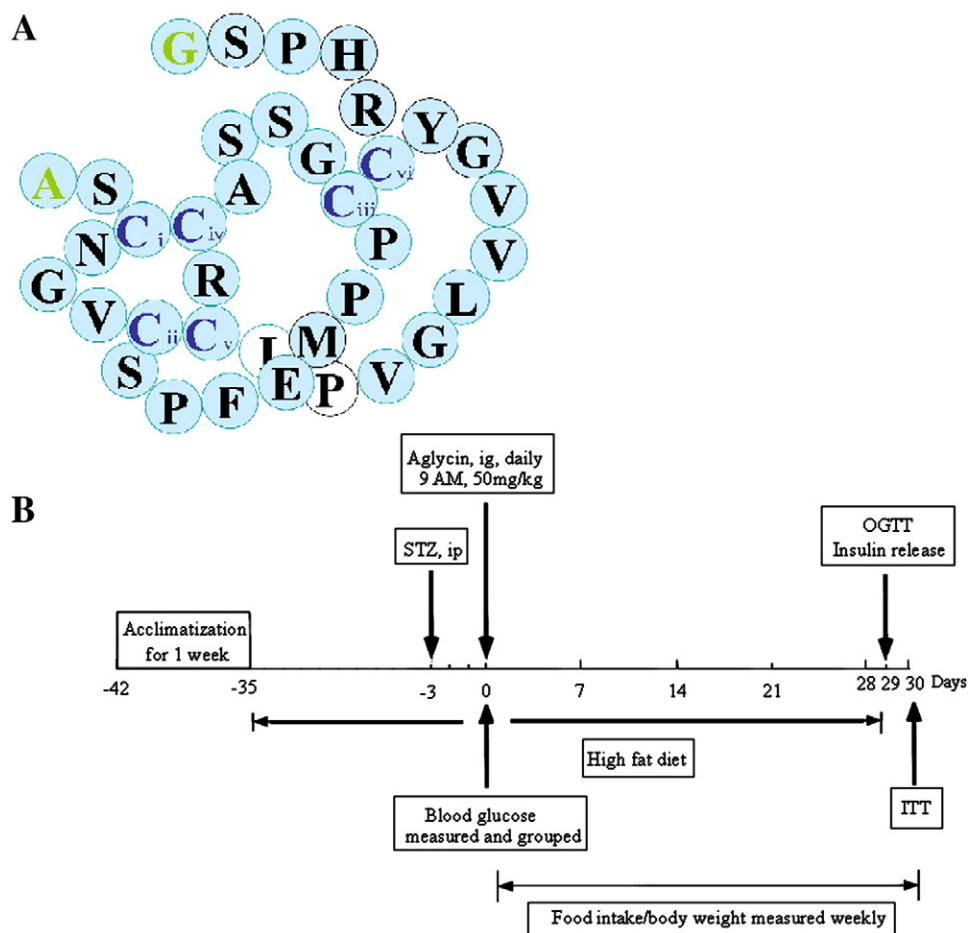 A
G S P H
R Y G V V L G V P I
S S G C vi
A S C i C iv A C iii
N G V C ii R C v P P M
S P F E
B
Aglycin, ig, daily
9 AM, 50mg/kg
STZ, ip
OGTT
Insulin release
Acclimatization
for 1 week
-42 -35 -3 0 7 14 21 28 29 30 Days
High fat diet
Blood glucose
measured and grouped
ITT
Food intake/body weight measured weekly